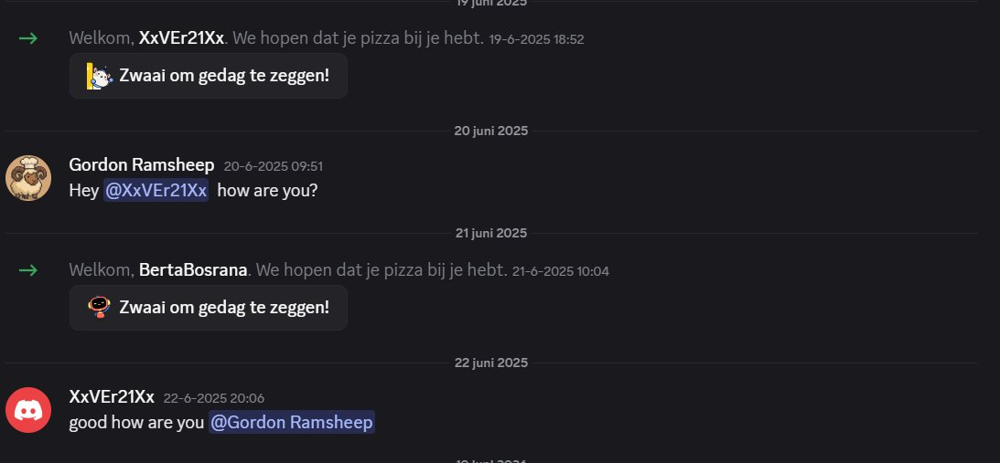 19 juni 2025
Welkom, XxVEr21Xx. We hopen dat je pizza bij je hebt. 19-6-2025 18:52
Zwaai om gedag te zeggen!
20 juni 2025
Gordon Ramsheep 20-6-2025 09:51
Hey @XxVEr21Xx how are you?
21 juni 2025
Welkom, BertaBosrana. We hopen dat je pizza bij je hebt. 21-6-2025 10:04
Zwaai om gedag te zeggen!
22 juni 2025
XxVEr21Xx 22-6-2025 20:06
good how are you @Gordon Ramsheep